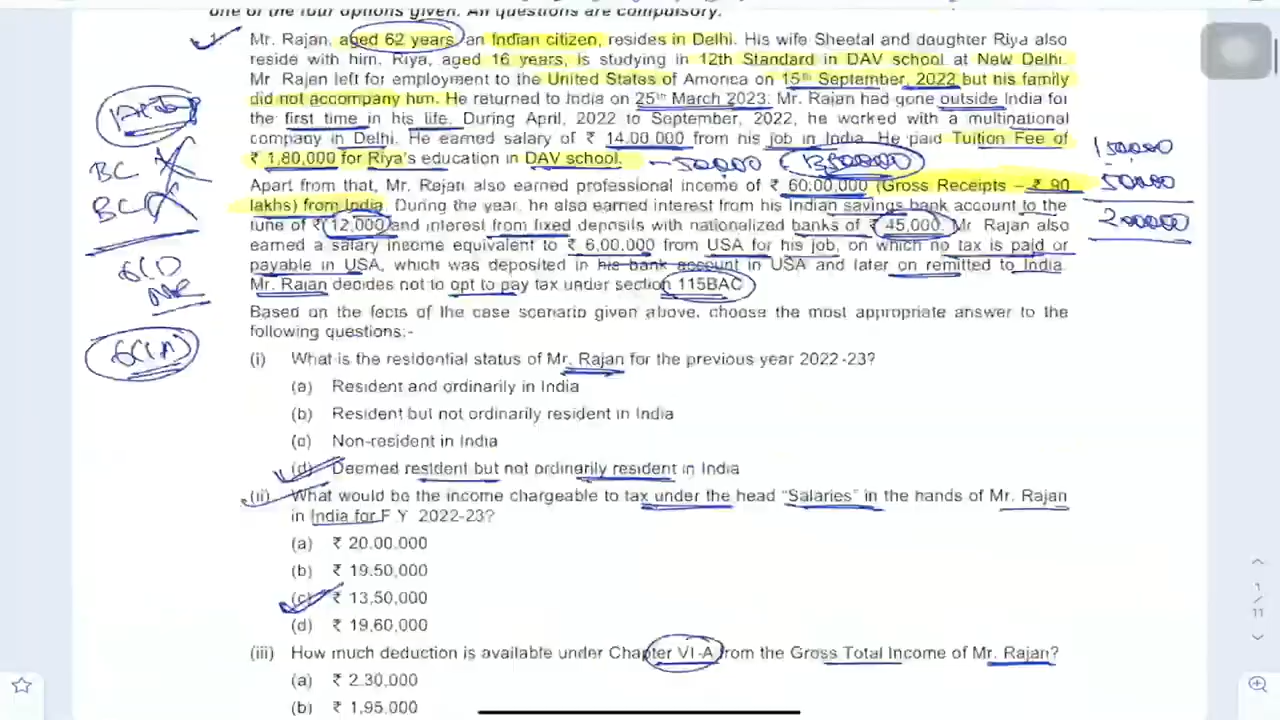 one of the four options given. All questions are compulsory.
Mr. Rajan, aged 62 years, an Indian citizen, resides in Delhi. His wife Sheetal and daughter Riya also
reside with him. Riya, aged 16 years, is studying in 12th Standard in DAV school at New Delhi.
Mr Rajan left for employment to the United States of America on 15th September, 2022 but his family
did not accompany him. He returned to India on 25th March 2023. Mr. Rajan had gone outside India for
the first time in his life. During April, 2022 to September, 2022, he worked with a multinational
company in Delhi. He earned salary of ₹ 14,00,000 from his job in India. He paid Tuition Fee of
₹ 1,80,000 for Riya's education in DAV school.
-50,000
1350000
150000
50000
200000
BC
BC
6(1)
NR
6(1A)
Apart from that, Mr. Rajan also earned professional income of ₹ 60,00,000 (Gross Receipts – ₹ 90
lakhs) from India. During the year, he also earned interest from his Indian savings bank account to the
tune of ₹ 12,000 and interest from fixed deposits with nationalized banks of ₹ 45,000. Mr. Rajan also
earned a salary income equivalent to ₹ 6,00,000 from USA for his job, on which no tax is paid or
payable in USA, which was deposited in his bank account in USA and later on remitted to India.
Mr. Rajan decides not to opt to pay tax under section 115BAC
Based on the facts of the case scenario given above, choose the most appropriate answer to the
following questions:-
(i) What is the residential status of Mr. Rajan for the previous year 2022-23?
(a) Resident and ordinarily in India
(b) Resident but not ordinarily resident in India
(c) Non-resident in India
(d) Deemed resident but not ordinarily resident in India
(ii) What would be the income chargeable to tax under the head "Salaries" in the hands of Mr. Rajan
in India for F Y 2022-23?
(a) ₹ 20,00,000
(b) ₹ 19,50,000
(c) ₹ 13,50,000
(d) ₹ 19,60,000
(iii) How much deduction is available under Chapter VI-A from the Gross Total Income of Mr. Rajan?
(a) ₹ 2,30,000
(b) ₹ 1,95,000
1
/
11